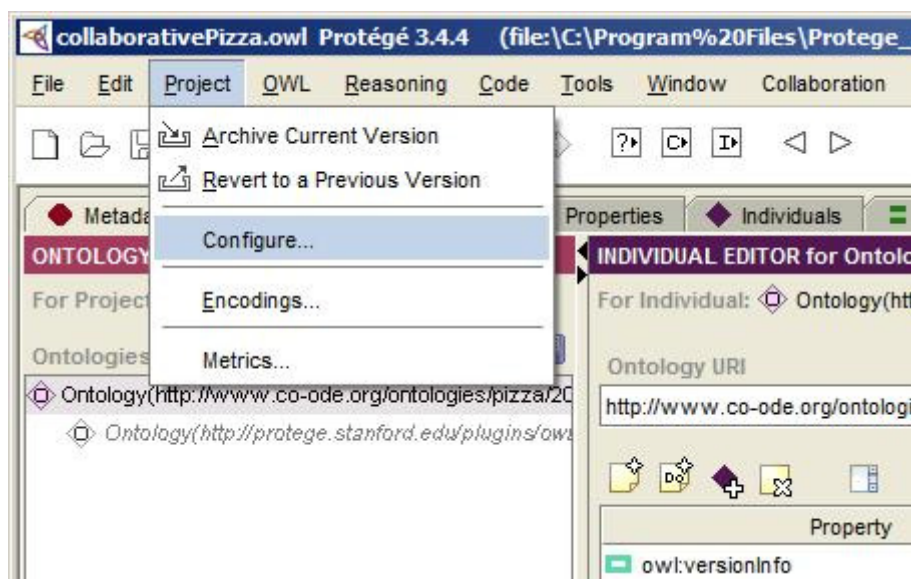 collaborativePizza.owl Protégé 3.4.4 (file:\C:\Program%20Files\Protege_
File Edit Project OWL Reasoning Code Tools Window Collaboration
Archive Current Version
Revert to a Previous Version
Configure...
Encodings...
Metrics...
Metada Properties Individuals
ONTOLOGY INDIVIDUAL EDITOR for Ontolo
For Project For Individual: Ontology(htt
Ontologies Ontology URI
Ontology(http://www.co-ode.org/ontologies/pizza/20
http://www.co-ode.org/ontologi
Ontology(http://protege.stanford.edu/plugins/owl
Property
owl:versionInfo